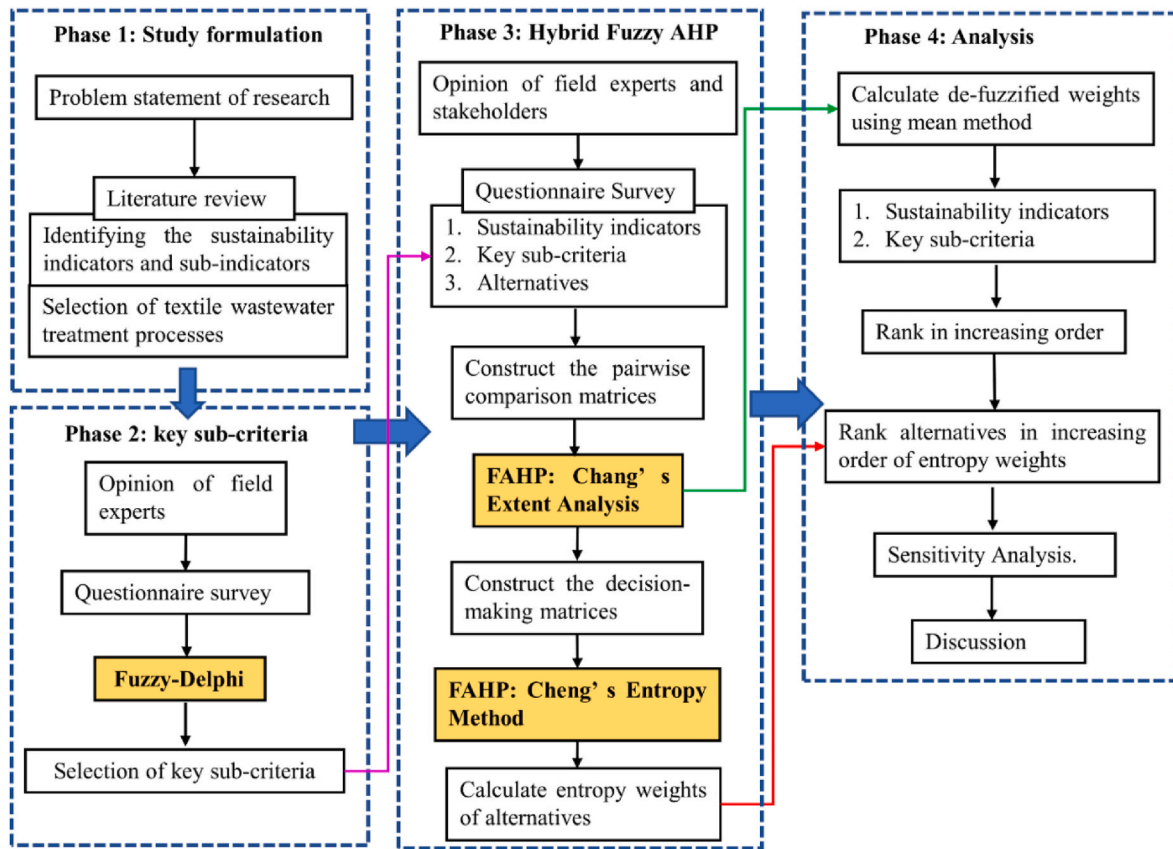 Phase 1: Study formulation
Problem statement of research
Literature review
Identifying the sustainability
indicators and sub-indicators
Selection of textile wastewater
treatment processes
Phase 2: key sub-criteria
Opinion of field
experts
Questionnaire survey
Fuzzy-Delphi
Selection of key sub-criteria
Phase 3: Hybrid Fuzzy AHP
Opinion of field experts and
stakeholders
Questionnaire Survey
1. Sustainability indicators
2. Key sub-criteria
3. Alternatives
Construct the pairwise
comparison matrices
FAHP: Chang’ s
Extent Analysis
Construct the decision-
making matrices
FAHP: Cheng’ s Entropy
Method
Calculate entropy weights
of alternatives
Phase 4: Analysis
Calculate de-fuzzified weights
using mean method
1. Sustainability indicators
2. Key sub-criteria
Rank in increasing order
Rank alternatives in increasing
order of entropy weights
Sensitivity Analysis.
Discussion